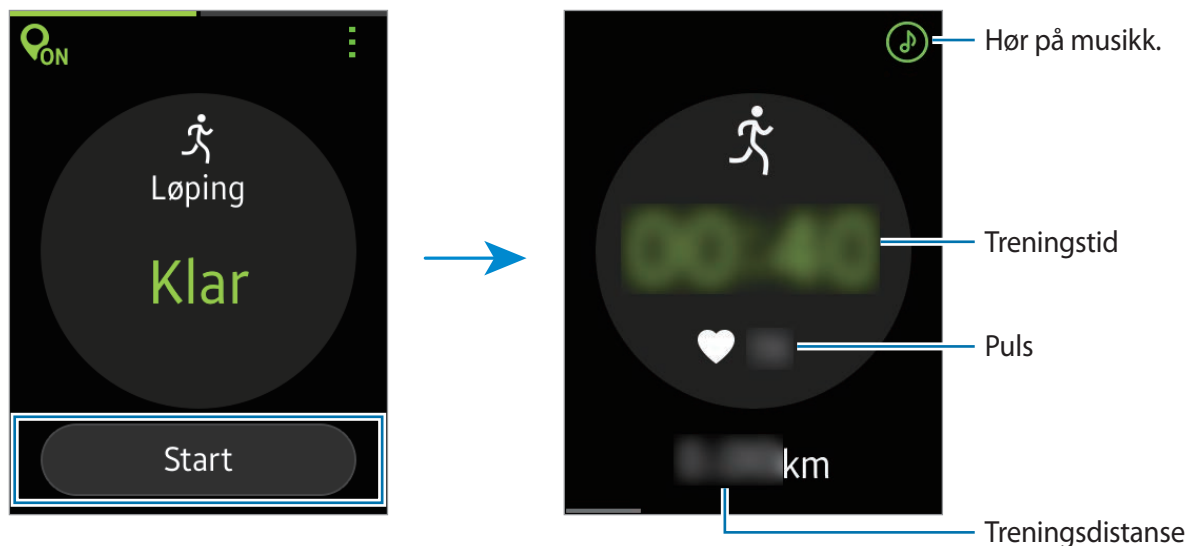 ON
Løping
Klar
Start
Hør på musikk.
Treningstid
Puls
km
Treningsdistanse